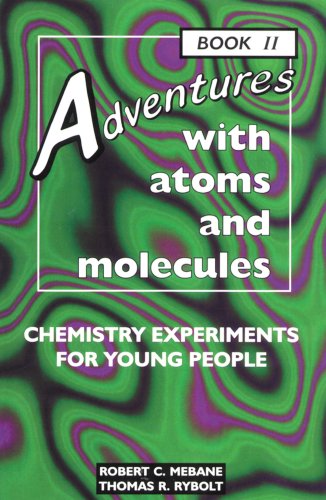 BOOK II
Adventures
with
atoms
and
molecules
CHEMISTRY EXPERIMENTS
FOR YOUNG PEOPLE
ROBERT C. MEBANE
THOMAS R. RYBOLT